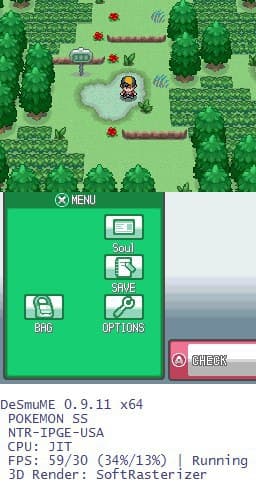 MENU
Soul
SAVE
BAG
OPTIONS
CHECK
DeSmuME 0.9.11 x64
POKEMON SS
NTR-IPGE-USA
CPU: JIT
FPS: 59/30 (34%/13%) | Running
3D Render: SoftRasterizer